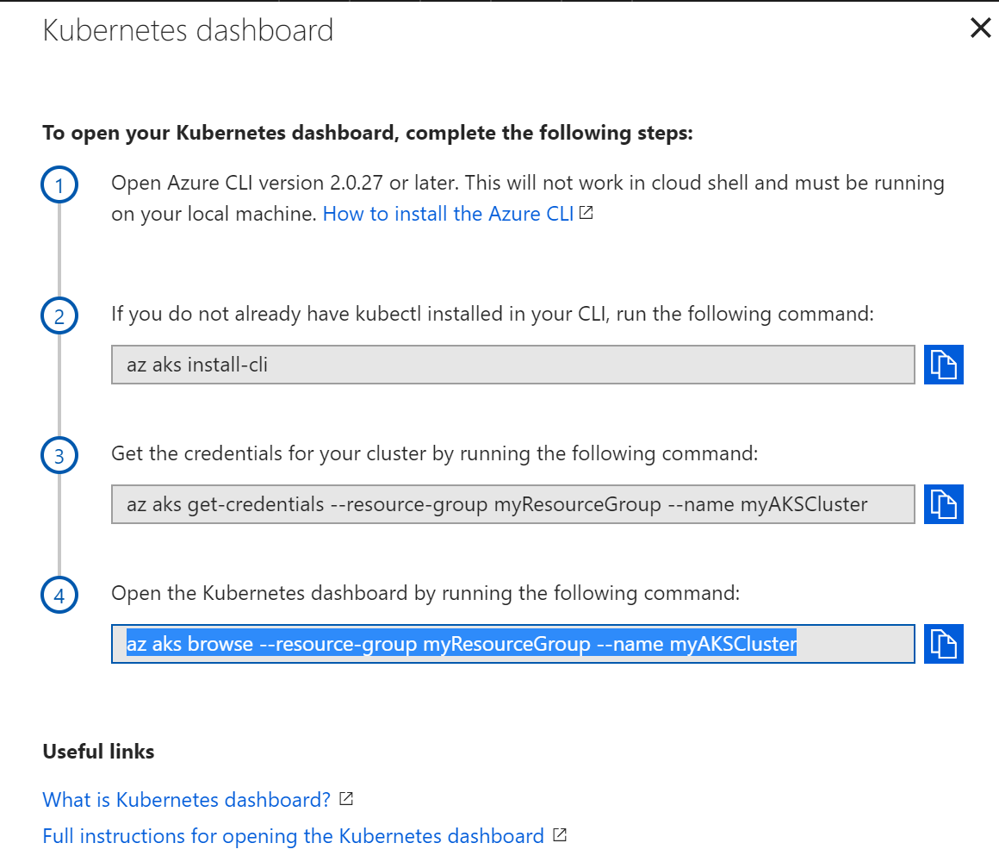 Kubernetes dashboard
To open your Kubernetes dashboard, complete the following steps:
1
Open Azure CLI version 2.0.27 or later. This will not work in cloud shell and must be running
on your local machine. How to install the Azure CLI
2
If you do not already have kubectl installed in your CLI, run the following command:
az aks install-cli
3
Get the credentials for your cluster by running the following command:
az aks get-credentials --resource-group myResourceGroup --name myAKSCluster
4
Open the Kubernetes dashboard by running the following command:
az aks browse --resource-group myResourceGroup --name myAKSCluster
Useful links
What is Kubernetes dashboard?
Full instructions for opening the Kubernetes dashboard